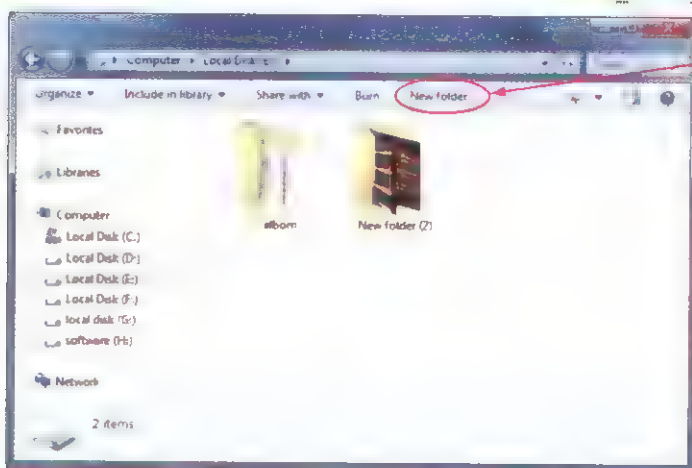 Computer ▸ Local Disk
Organize ▾ Include in library ▾ Share with ▾ Burn New folder
Favorites
Libraries
Computer
Local Disk (C:)
Local Disk (D:)
Local Disk (E:)
Local Disk (F:)
local disk (G:)
software (H:)
Network
albom New folder (2)
2 items